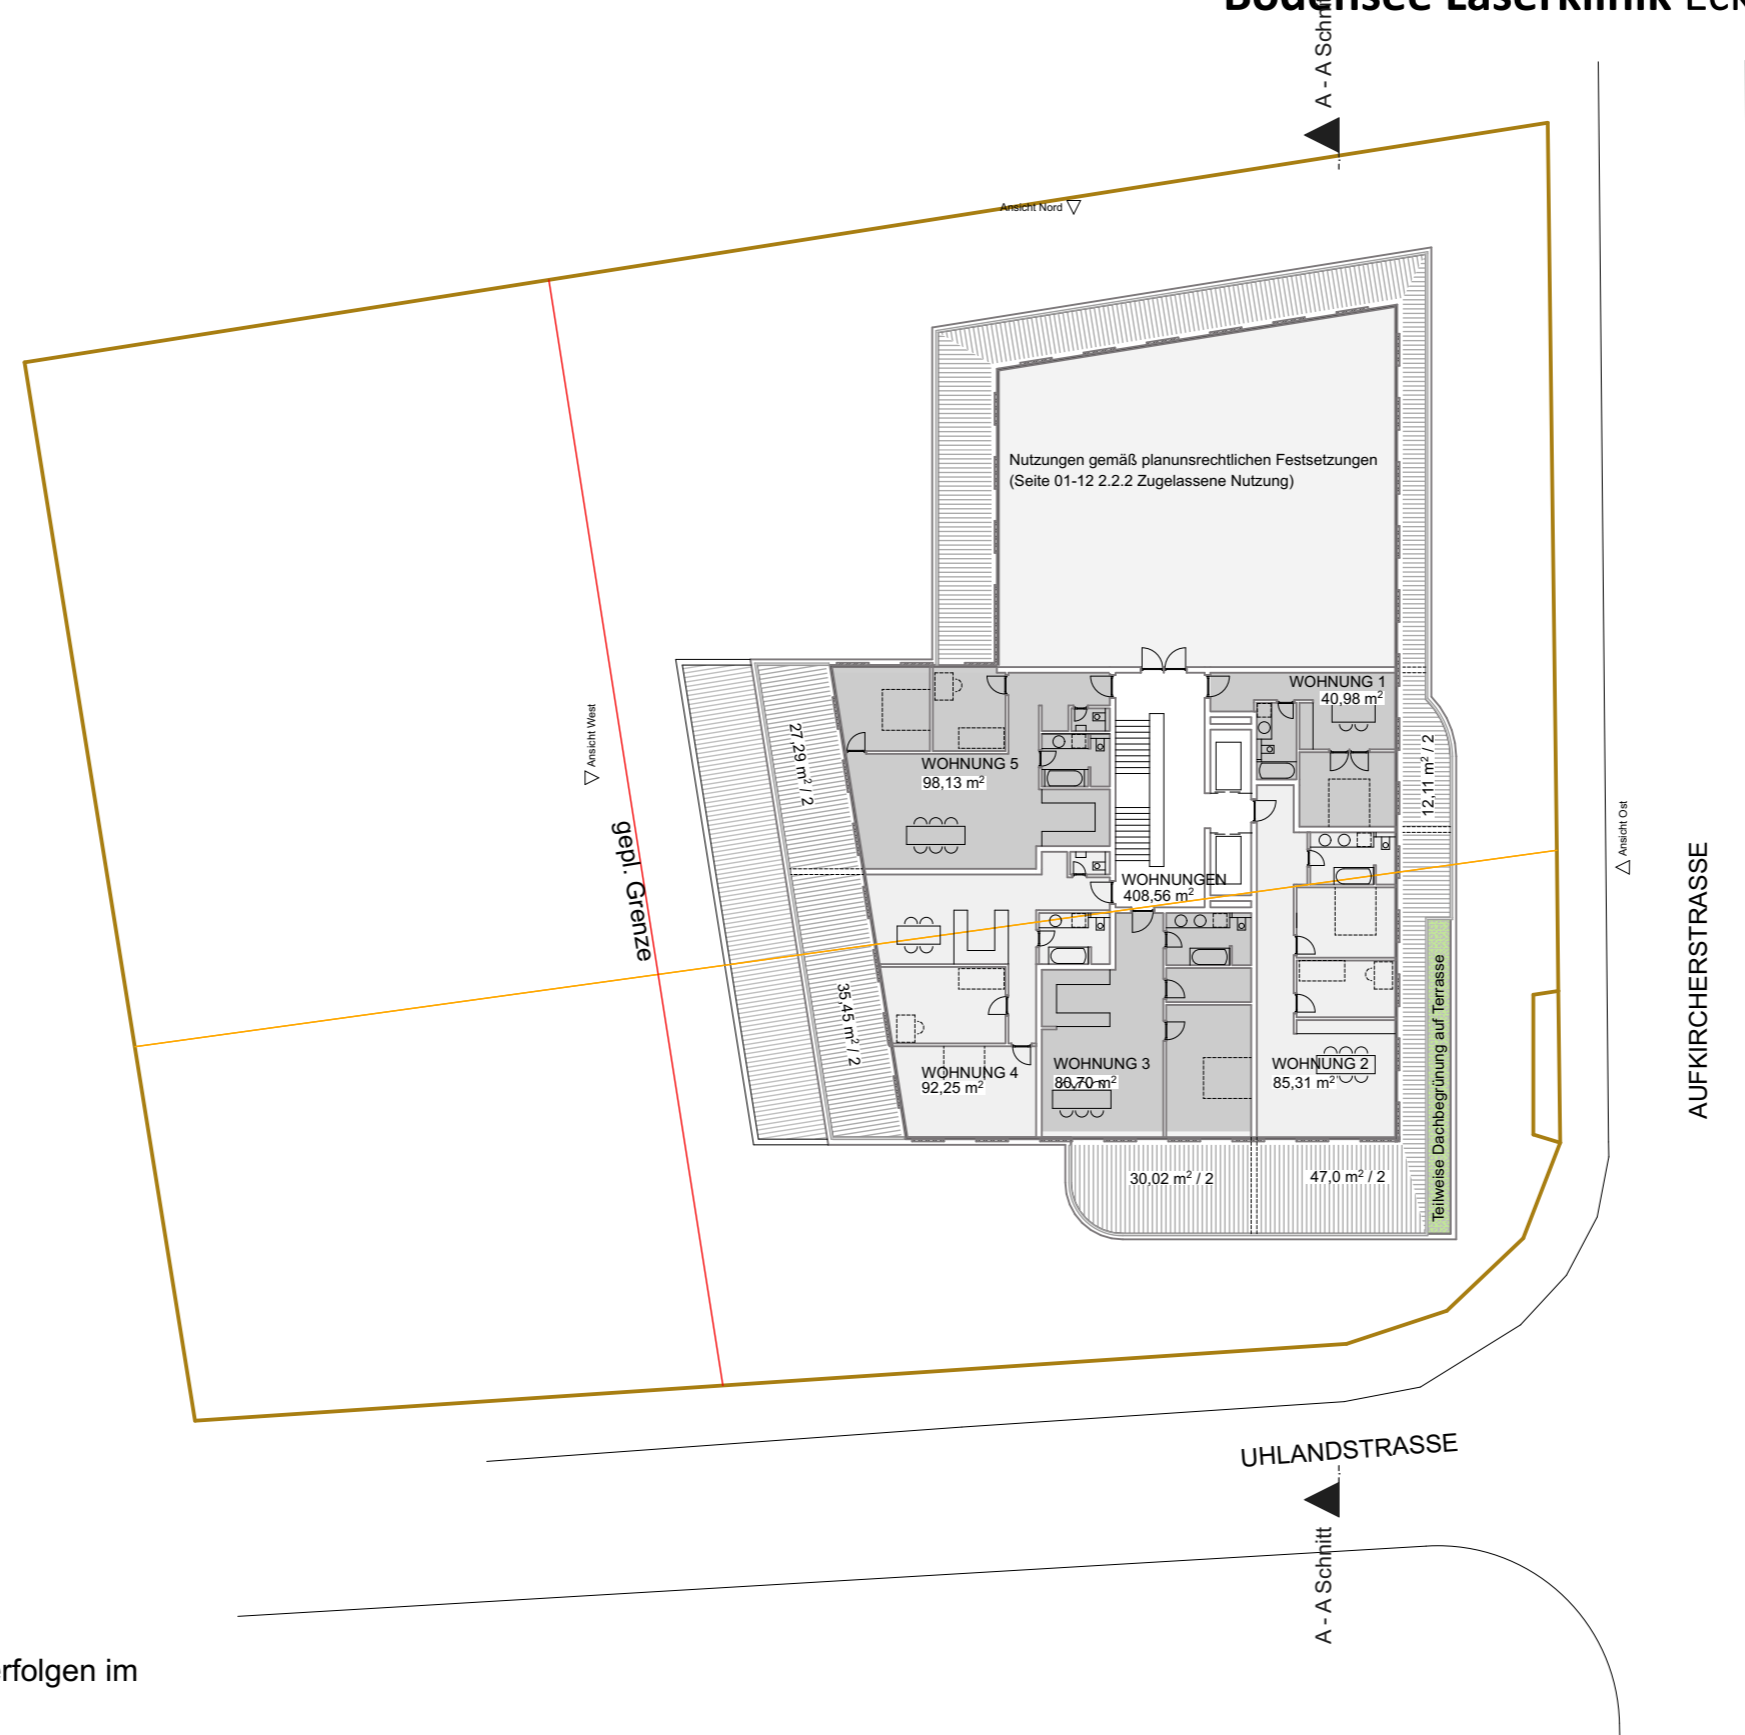 Bodensee Laserklinik
A - A Schnitt
Ansicht Nord
Nutzungen gemäß planunsrechtlichen Festsetzungen
(Seite 01-12 2.2.2 Zugelassene Nutzung)
WOHNUNG 1
40,98 m²
Ansicht West
27,29 m² / 2
WOHNUNG 5
98,13 m²
12,11 m² / 2
Ansicht Ost
gepl. Grenze
WOHNUNGEN
408,56 m²
AUFKIRCHERSTRASSE
35,45 m² / 2
WOHNUNG 4
92,25 m²
WOHNUNG 3
WOHNUNG 2
85,31 m²
Teilweise Dachbegrünung auf Terrasse
30,02 m² / 2
47,0 m² / 2
UHLANDSTRASSE
A - A Schnitt
rfolgen im